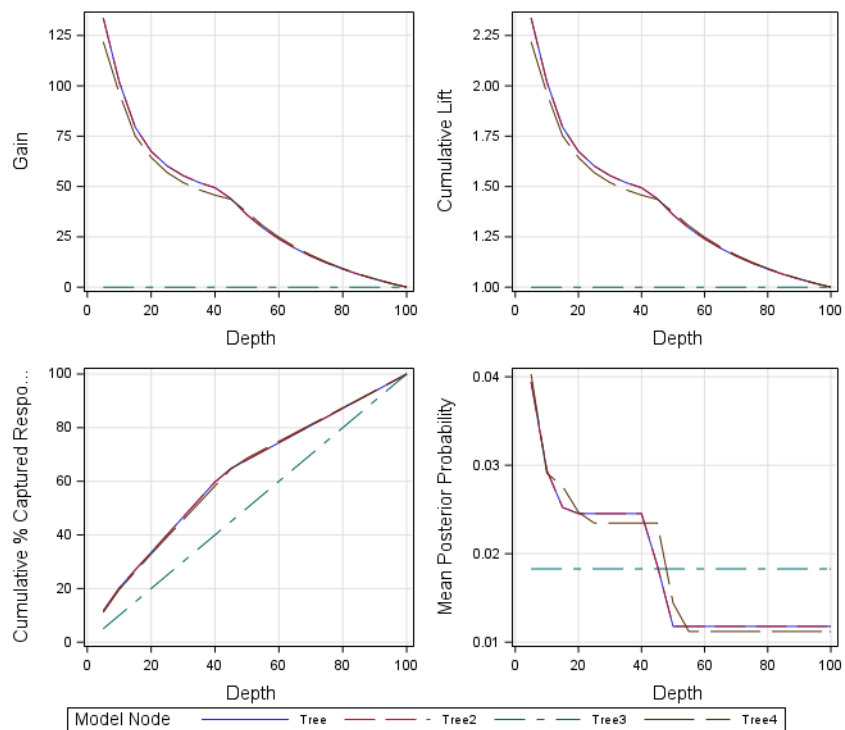 Gain
125
100
75
50
25
0
0 20 40 60 80 100
Depth
Cumulative Lift
2.25
2.00
1.75
1.50
1.25
1.00
0 20 40 60 80 100
Depth
Cumulative % Captured Respo...
100
80
60
40
20
0
0 20 40 60 80 100
Depth
Mean Posterior Probability
0.04
0.03
0.02
0.01
0 20 40 60 80 100
Depth
Model Node Tree Tree2 Tree3 Tree4